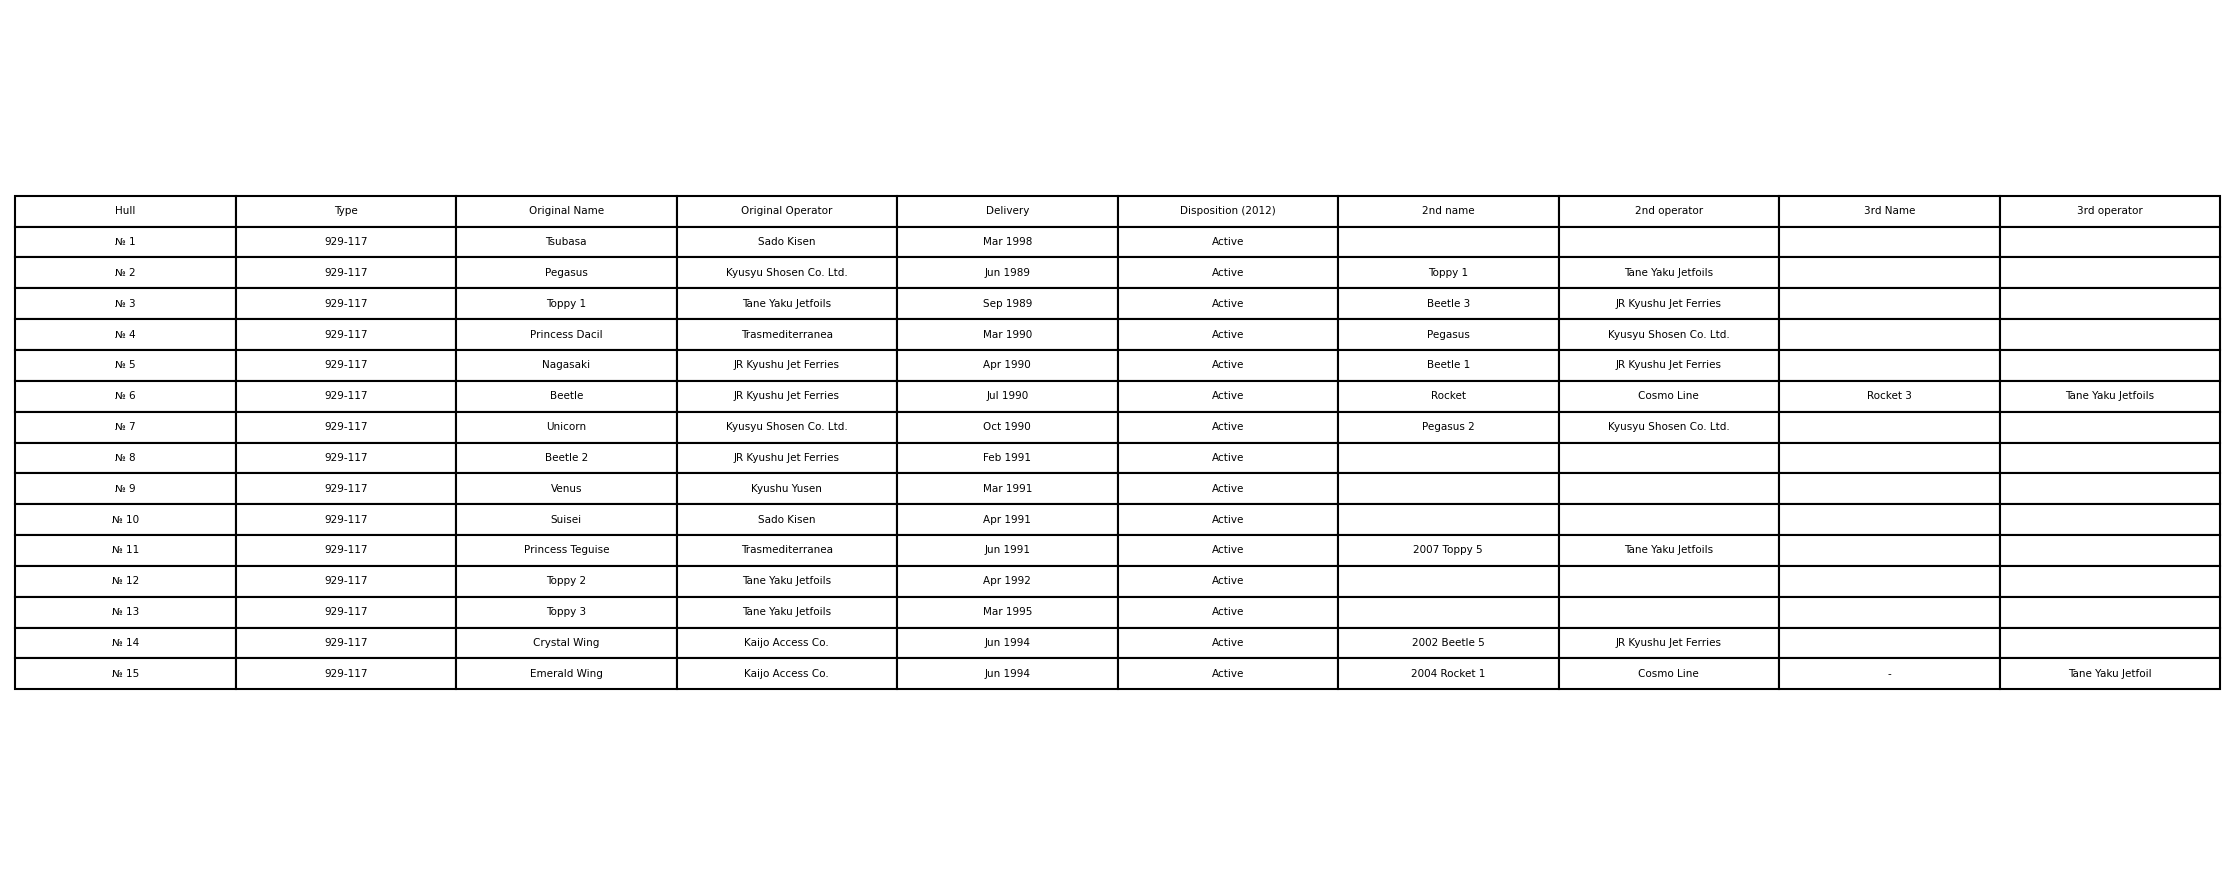 Hull Type Original Name Original Operator Delivery Disposition (2012) 2nd name 2nd operator 3rd Name 3rd operator
№ 1 929-117 Tsubasa Sado Kisen Mar 1998 Active
№ 2 929-117 Pegasus Kyusyu Shosen Co. Ltd. Jun 1989 Active Toppy 1 Tane Yaku Jetfoils
№ 3 929-117 Toppy 1 Tane Yaku Jetfoils Sep 1989 Active Beetle 3 JR Kyushu Jet Ferries
№ 4 929-117 Princess Dacil Trasmediterranea Mar 1990 Active Pegasus Kyusyu Shosen Co. Ltd.
№ 5 929-117 Nagasaki JR Kyushu Jet Ferries Apr 1990 Active Beetle 1 JR Kyushu Jet Ferries
№ 6 929-117 Beetle JR Kyushu Jet Ferries Jul 1990 Active Rocket Cosmo Line Rocket 3 Tane Yaku Jetfoils
№ 7 929-117 Unicorn Kyusyu Shosen Co. Ltd. Oct 1990 Active Pegasus 2 Kyusyu Shosen Co. Ltd.
№ 8 929-117 Beetle 2 JR Kyushu Jet Ferries Feb 1991 Active
№ 9 929-117 Venus Kyushu Yusen Mar 1991 Active
№ 10 929-117 Suisei Sado Kisen Apr 1991 Active
№ 11 929-117 Princess Teguise Trasmediterranea Jun 1991 Active 2007 Toppy 5 Tane Yaku Jetfoils
№ 12 929-117 Toppy 2 Tane Yaku Jetfoils Apr 1992 Active
№ 13 929-117 Toppy 3 Tane Yaku Jetfoils Mar 1995 Active
№ 14 929-117 Crystal Wing Kaijo Access Co. Jun 1994 Active 2002 Beetle 5 JR Kyushu Jet Ferries
№ 15 929-117 Emerald Wing Kaijo Access Co. Jun 1994 Active 2004 Rocket 1 Cosmo Line - Tane Yaku Jetfoil